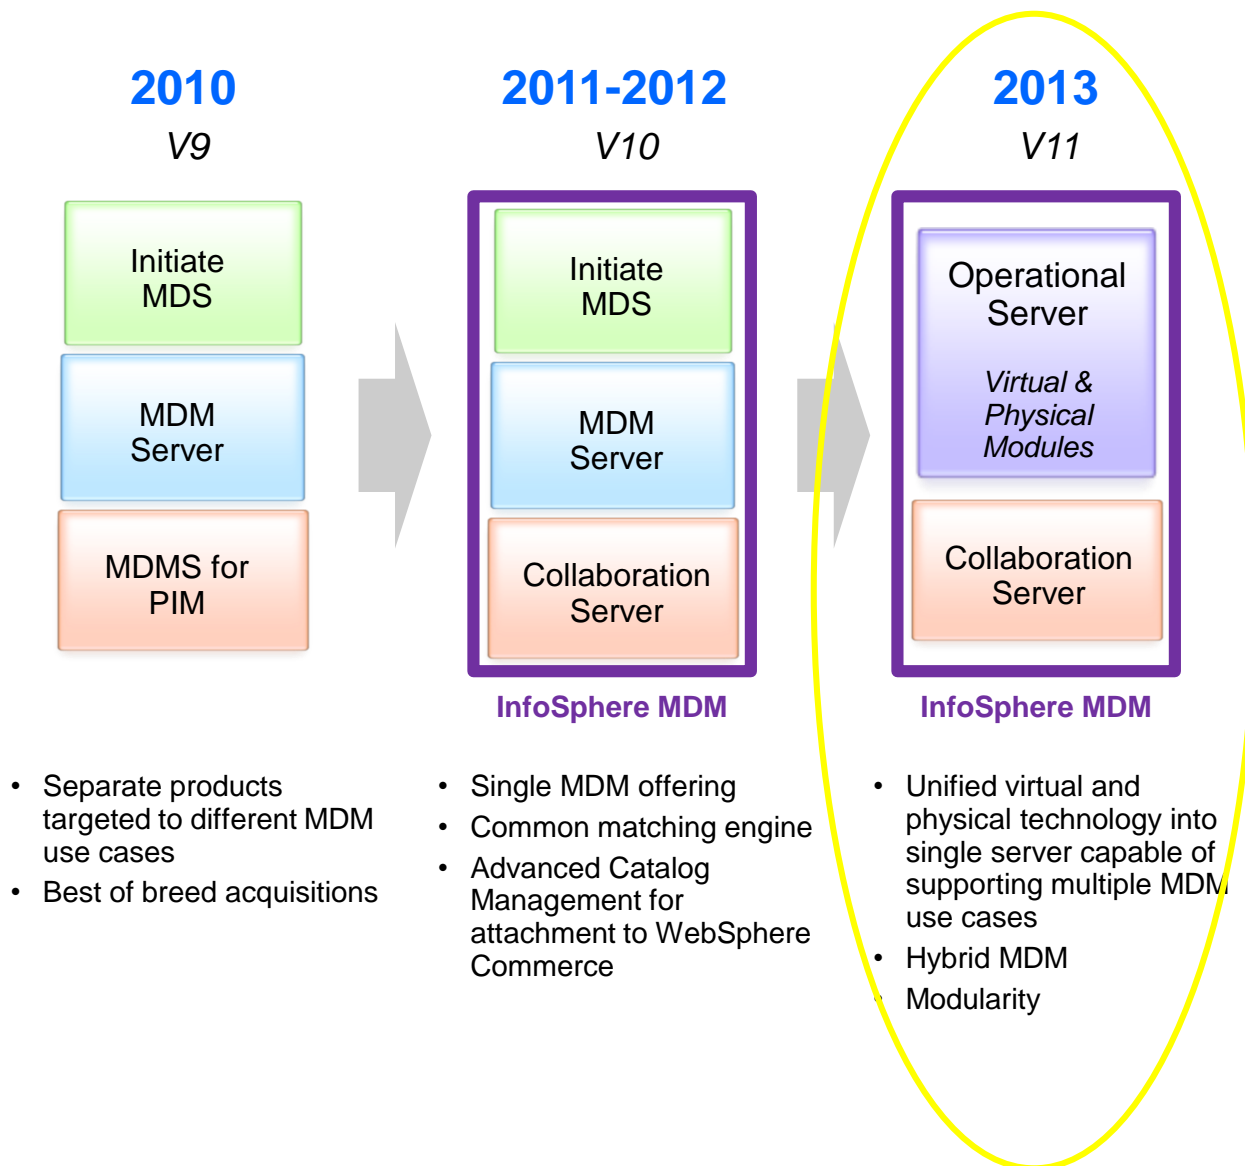 2010
V9
Initiate
MDS
MDM
Server
MDMS for
PIM
• Separate products
targeted to different MDM
use cases
• Best of breed acquisitions
2011-2012
V10
Initiate
MDS
MDM
Server
Collaboration
Server
InfoSphere MDM
• Single MDM offering
• Common matching engine
• Advanced Catalog
Management for
attachment to WebSphere
Commerce
2013
V11
Operational
Server
Virtual &
Physical
Modules
Collaboration
Server
InfoSphere MDM
• Unified virtual and
physical technology into
single server capable of
supporting multiple MDM
use cases
• Hybrid MDM
• Modularity